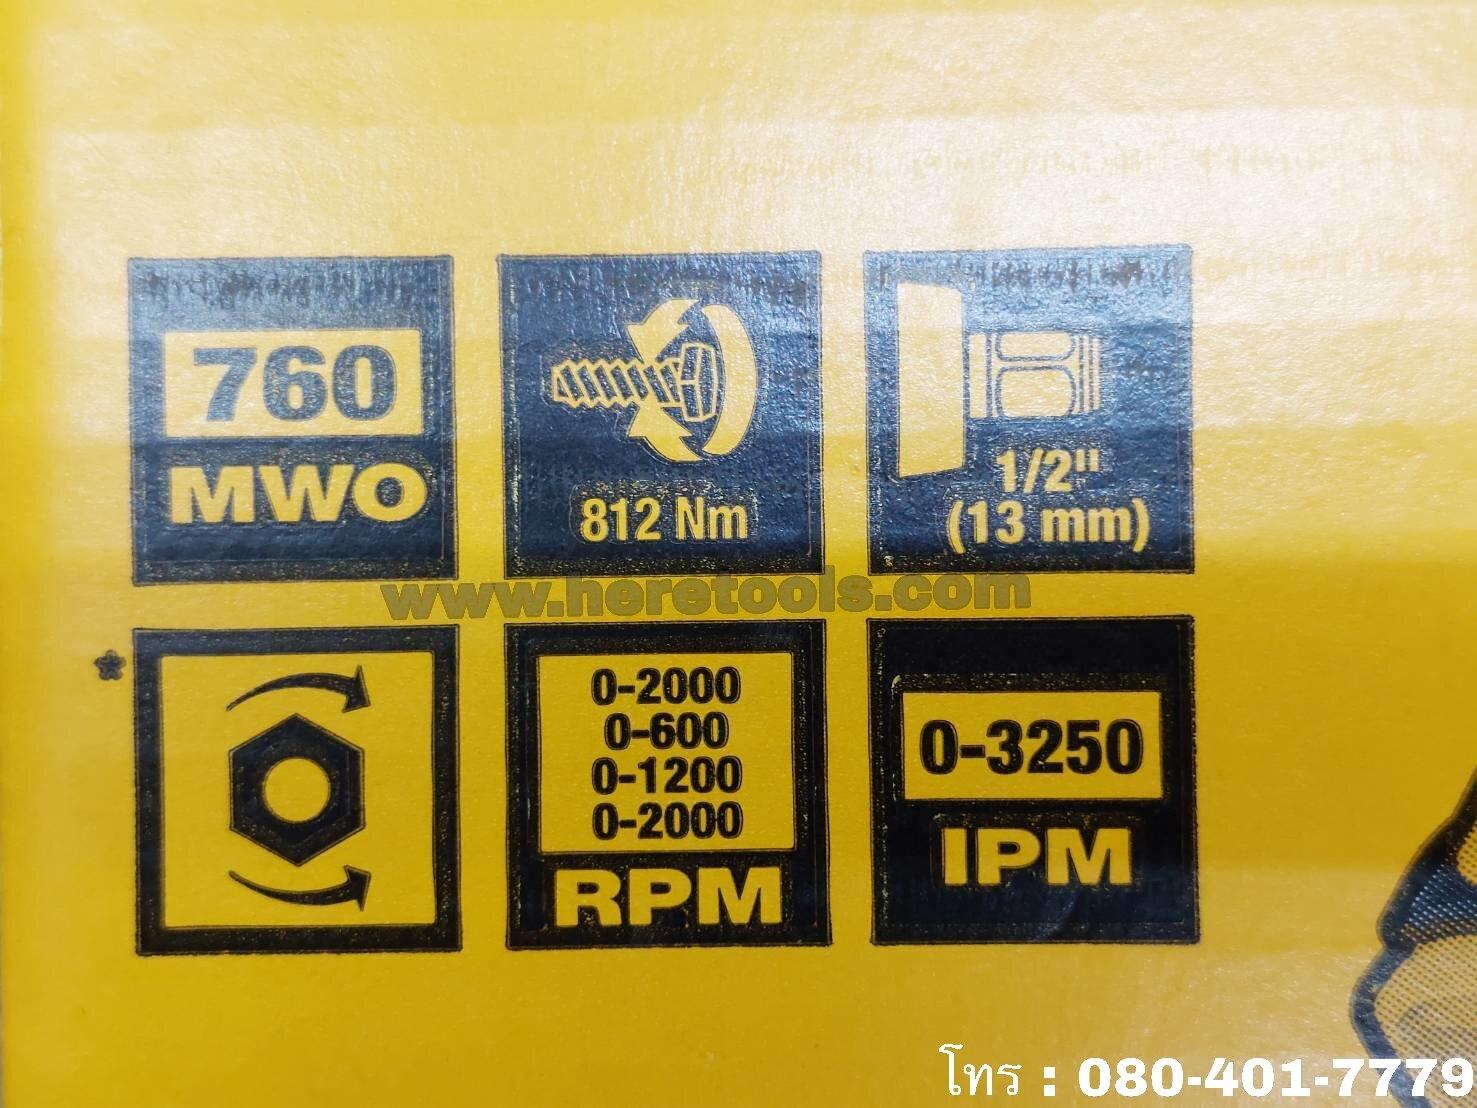 760
MWO
812 Nm
1/2"
(13 mm)
www.heretools.com
*
0-2000
0-600
0-1200
0-2000
RPM
0-3250
IPM
โทร : 080-401-7779